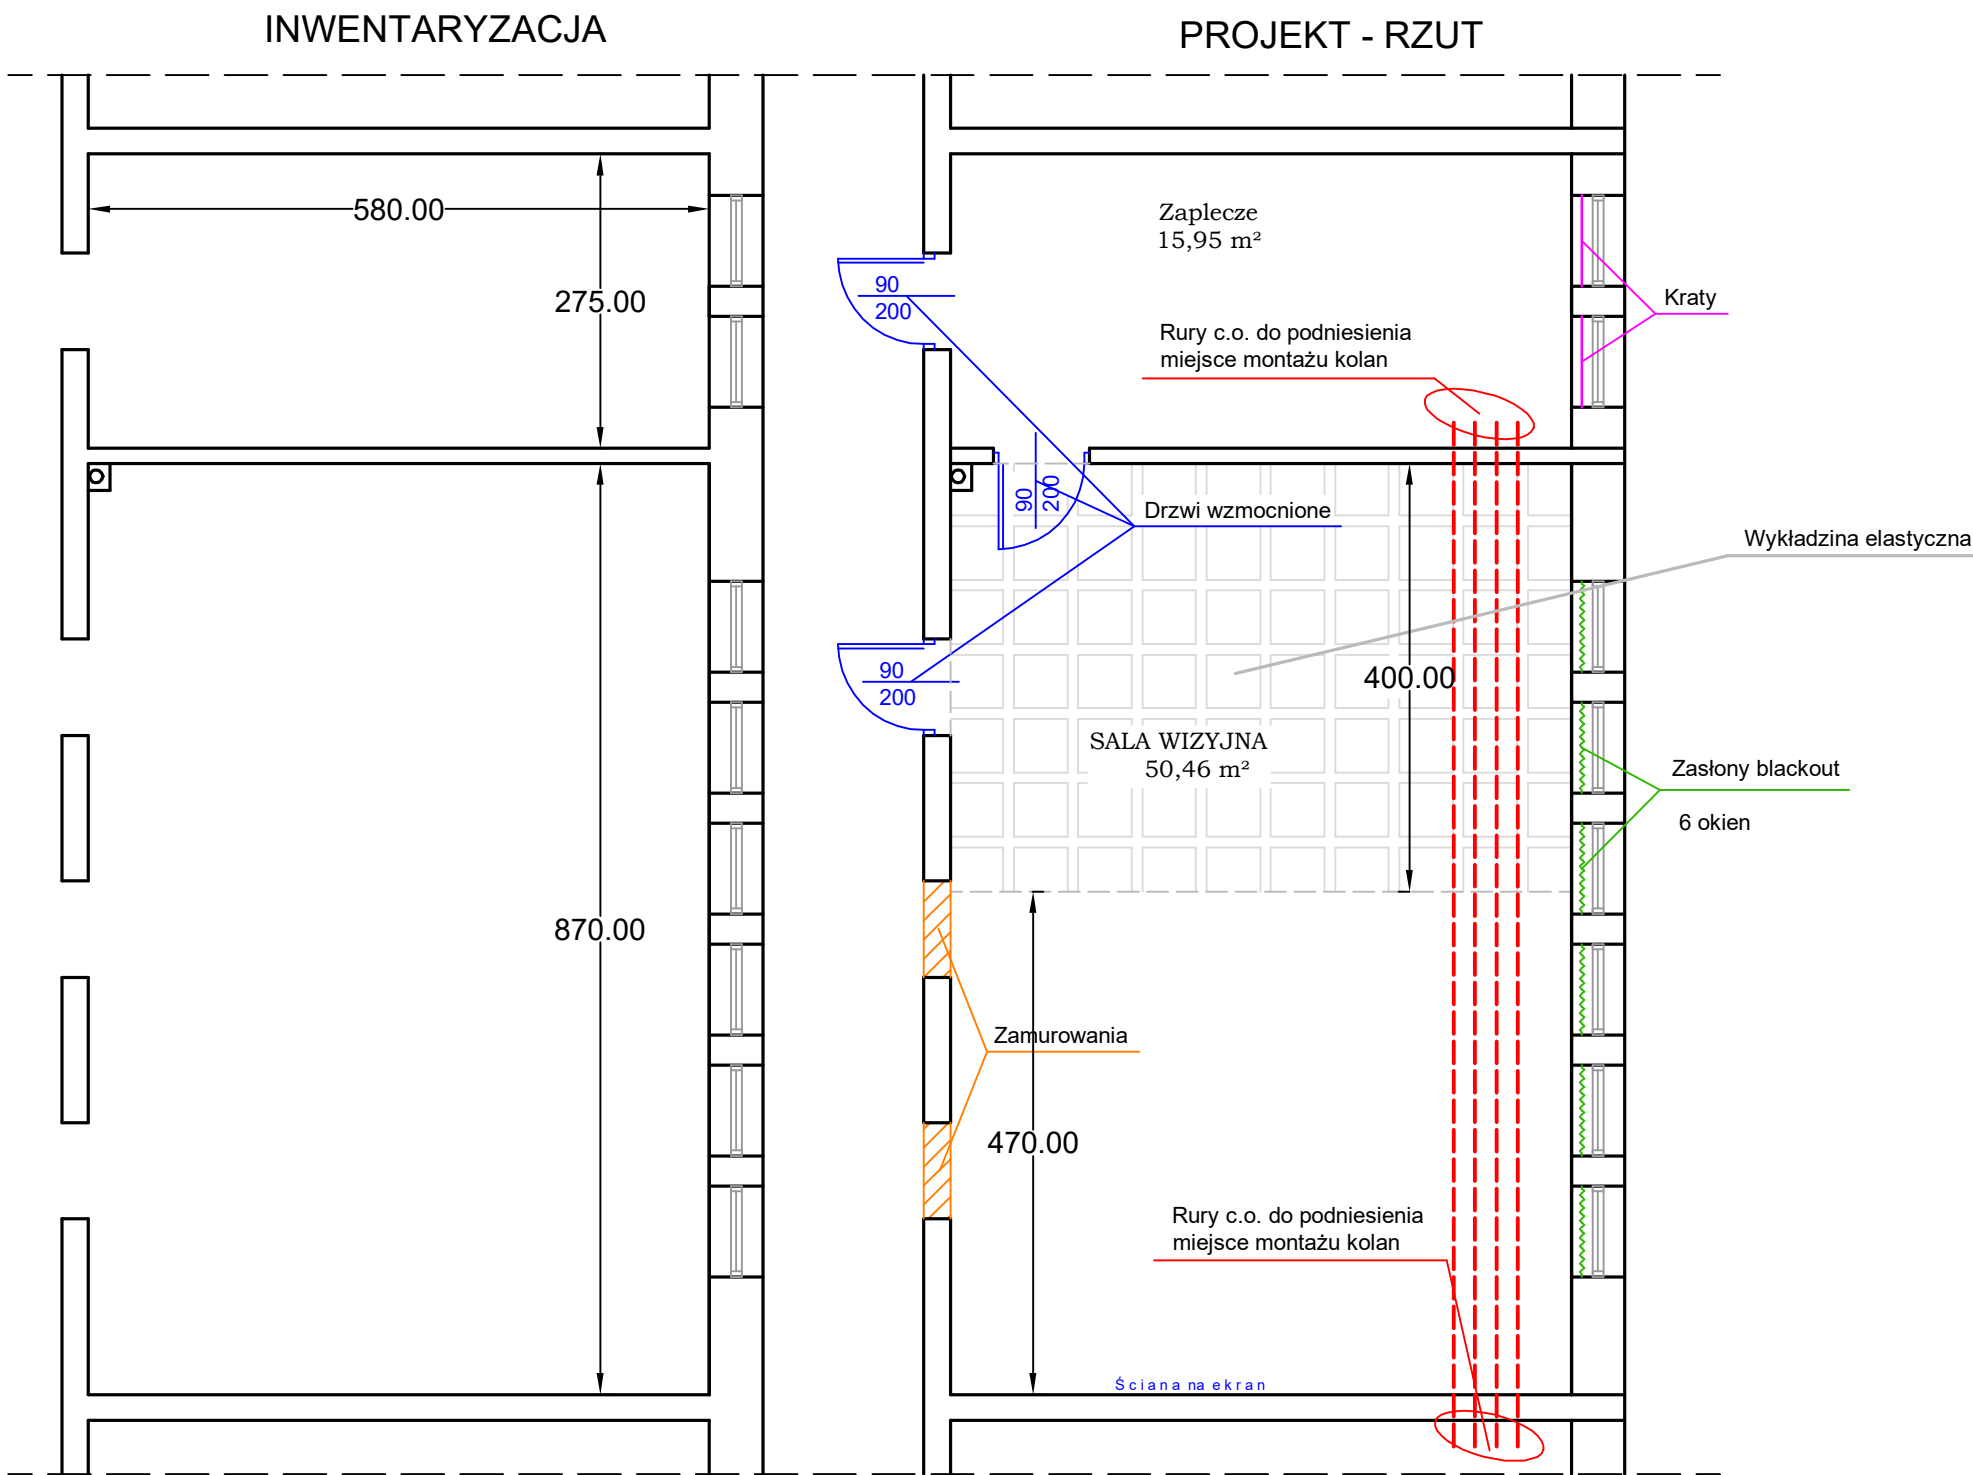 INWENTARYZACJA
PROJEKT - RZUT
580.00
275.00
870.00
Zaplecze
15,95 m²
90
200
Kraty
Rury c.o. do podniesienia
miejsce montażu kolan
90
200
Drzwi wzmocnione
Wykładzina elastyczna
90
200
400.00
SALA WIZYJNA
50,46 m²
Zasłony blackout
6 okien
Zamurowania
470.00
Rury c.o. do podniesienia
miejsce montażu kolan
Ściana na ekran